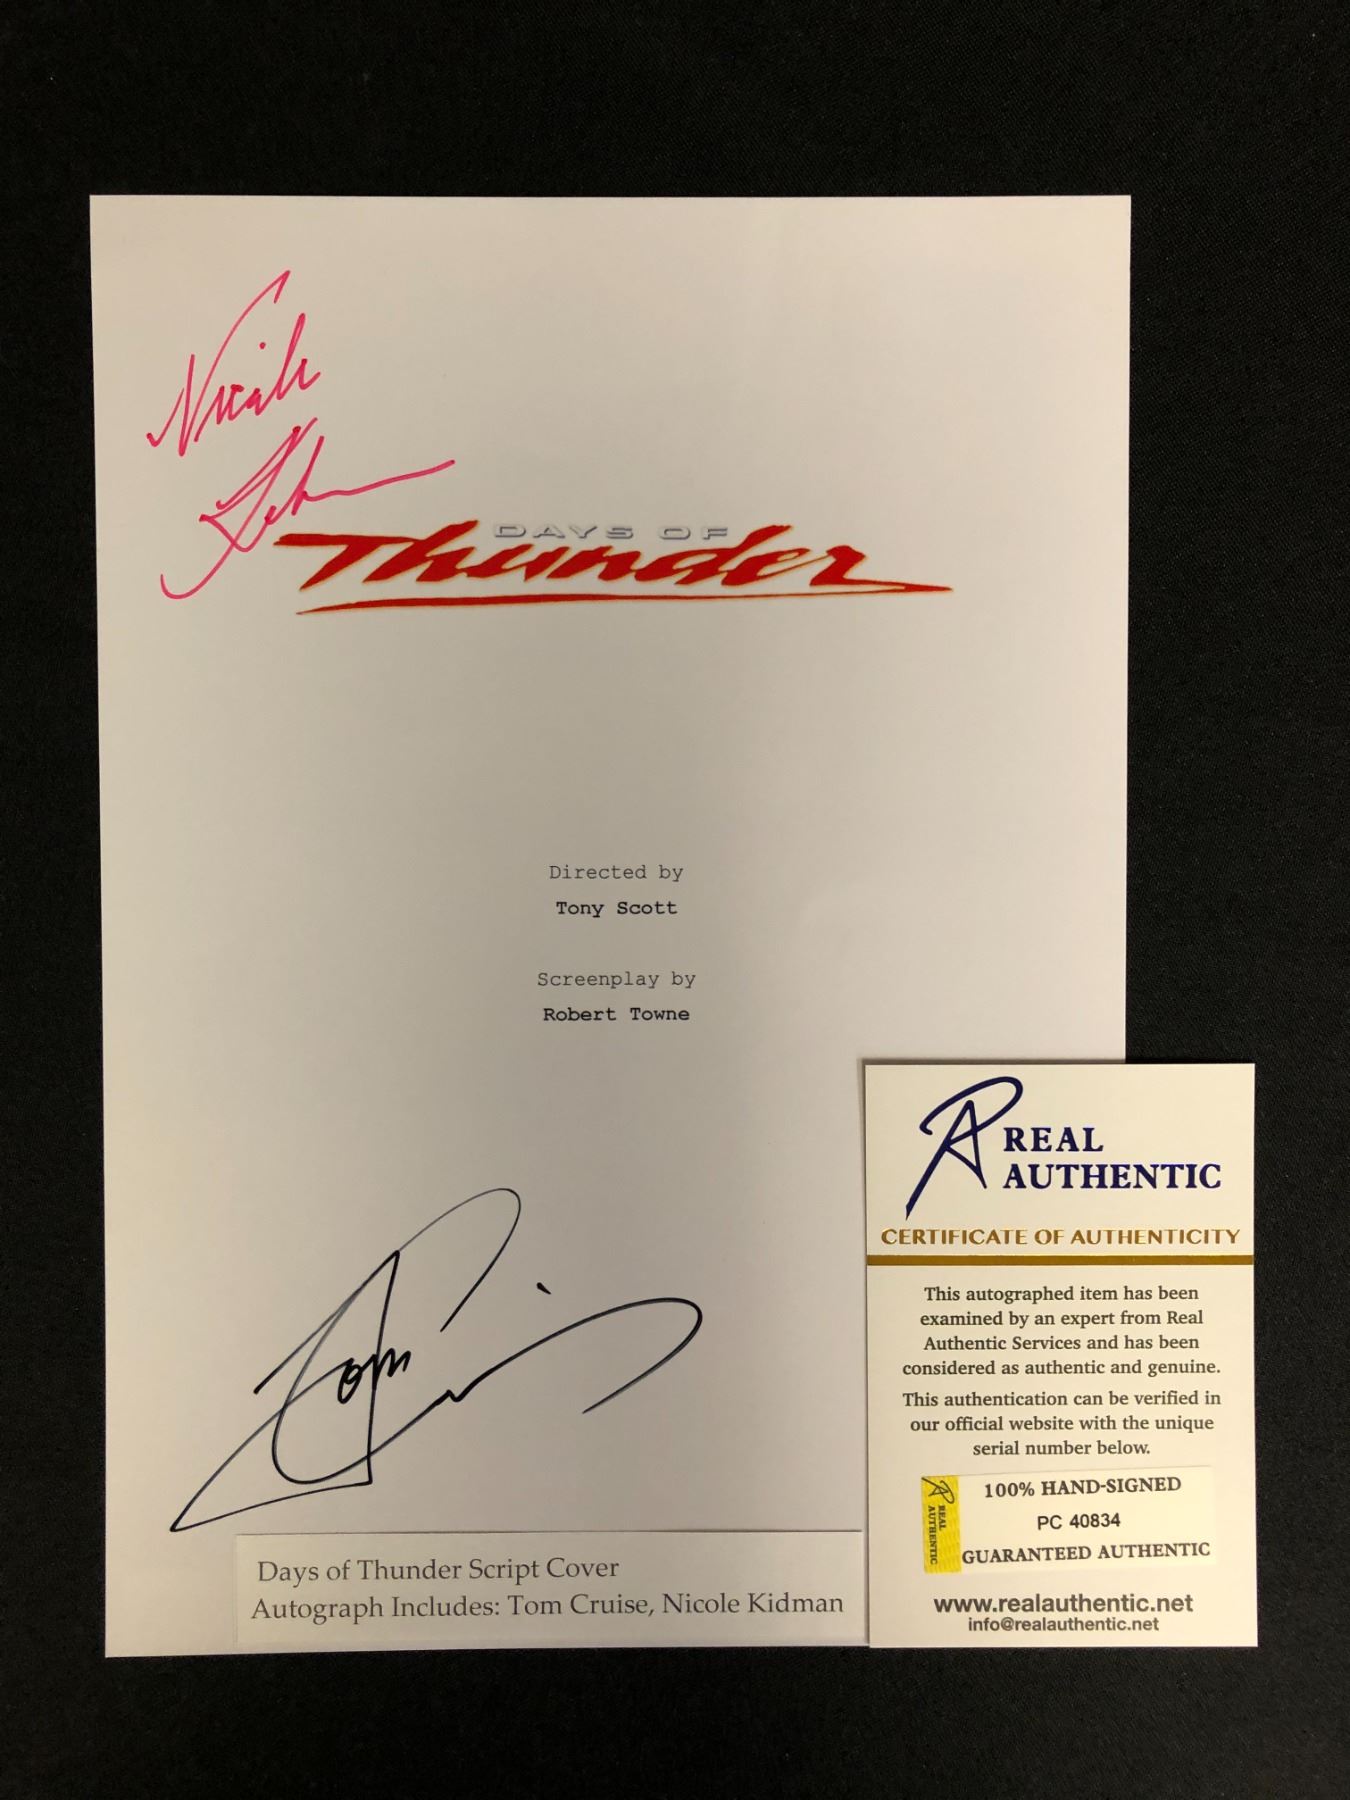 Nicole
Kidman
DAYS OF
Thunder
Directed by
Tony Scott
Screenplay by
Robert Towne
Tom Cruise
Days of Thunder Script Cover
Autograph Includes: Tom Cruise, Nicole Kidman
REAL
AUTHENTIC
CERTIFICATE OF AUTHENTICITY
This autographed item has been
examined by an expert from Real
Authentic Services and has been
considered as authentic and genuine.
This authentication can be verified in
our official website with the unique
serial number below.
REAL
AUTHENTIC
100% HAND-SIGNED
PC 40834
GUARANTEED AUTHENTIC
www.realauthentic.net
info@realauthentic.net